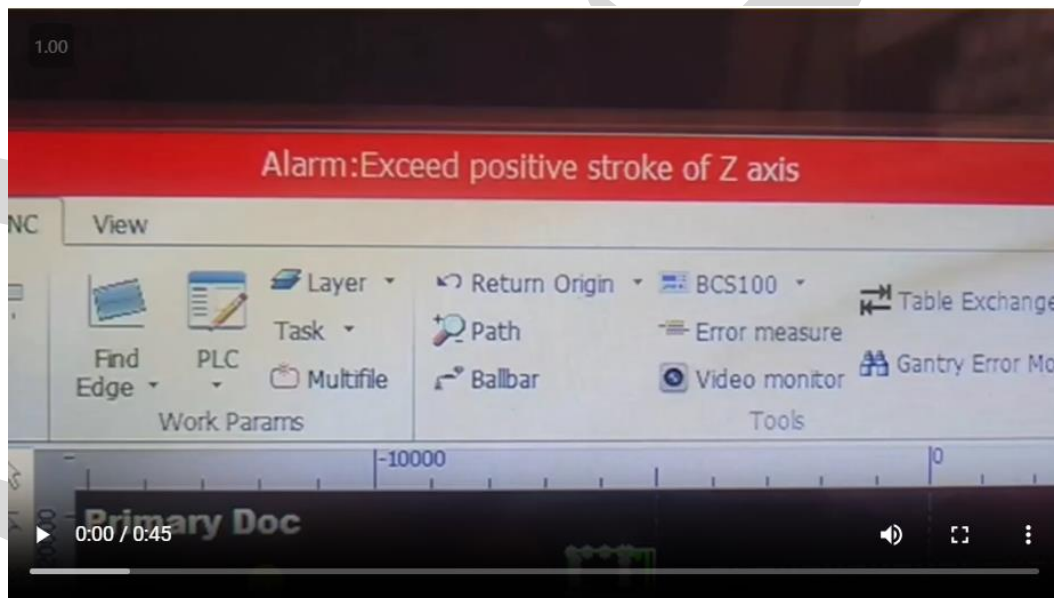 1.00
Alarm:Exceed positive stroke of Z axis
NC View
Layer Return Origin BCS100 Table Exchange
Task Path Error measure
Find Edge PLC Multifile Ballbar Video monitor Gantry Error Mo
Work Params Tools
-10000 0
Primary Doc
0:00 / 0:45